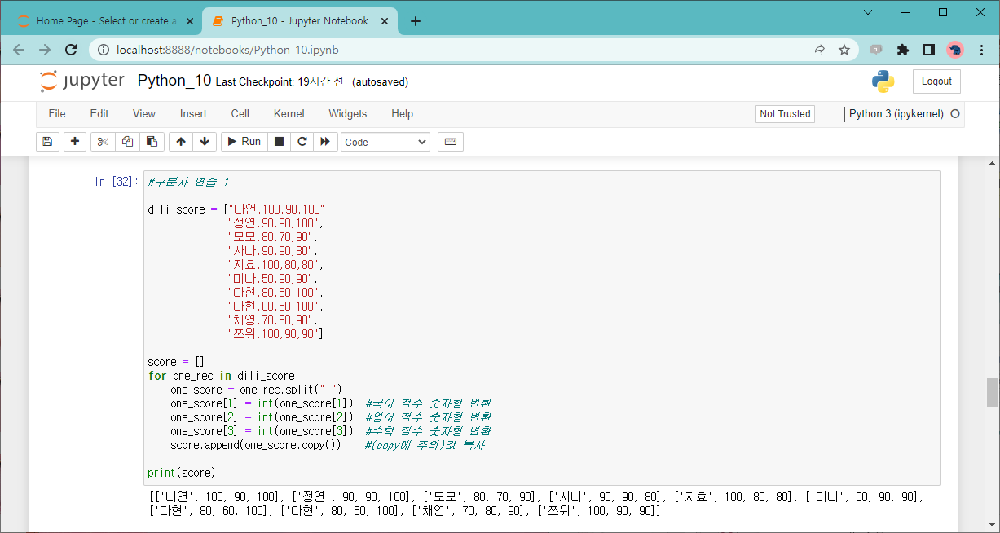 Home Page - Select or create a
Python_10 - Jupyter Notebook
localhost:8888/notebooks/Python_10.ipynb
jupyter Python_10 Last Checkpoint: 19시간 전 (autosaved)
Logout
File Edit View Insert Cell Kernel Widgets Help
Not Trusted
Python 3 (ipykernel)
Run
Code
In [32]:
#구분자 연습 1
dili_score = ["나연,100,90,100",
"정연,90,90,100",
"모모,80,70,90",
"사나,90,90,80",
"지효,100,80,80",
"미나,50,90,90",
"다현,80,60,100",
"다현,80,60,100",
"채영,70,80,90",
"쯔위,100,90,90"]
score = []
for one_rec in dili_score:
one_score = one_rec.split(",")
one_score[1] = int(one_score[1]) #국어 점수 숫자형 변환
one_score[2] = int(one_score[2]) #영어 점수 숫자형 변환
one_score[3] = int(one_score[3]) #수학 점수 숫자형 변환
score.append(one_score.copy()) #(copy에 주의)값 복사
print(score)
[['나연', 100, 90, 100], ['정연', 90, 90, 100], ['모모', 80, 70, 90], ['사나', 90, 90, 80], ['지효', 100, 80, 80], ['미나', 50, 90, 90],
['다현', 80, 60, 100], ['다현', 80, 60, 100], ['채영', 70, 80, 90], ['쯔위', 100, 90, 90]]